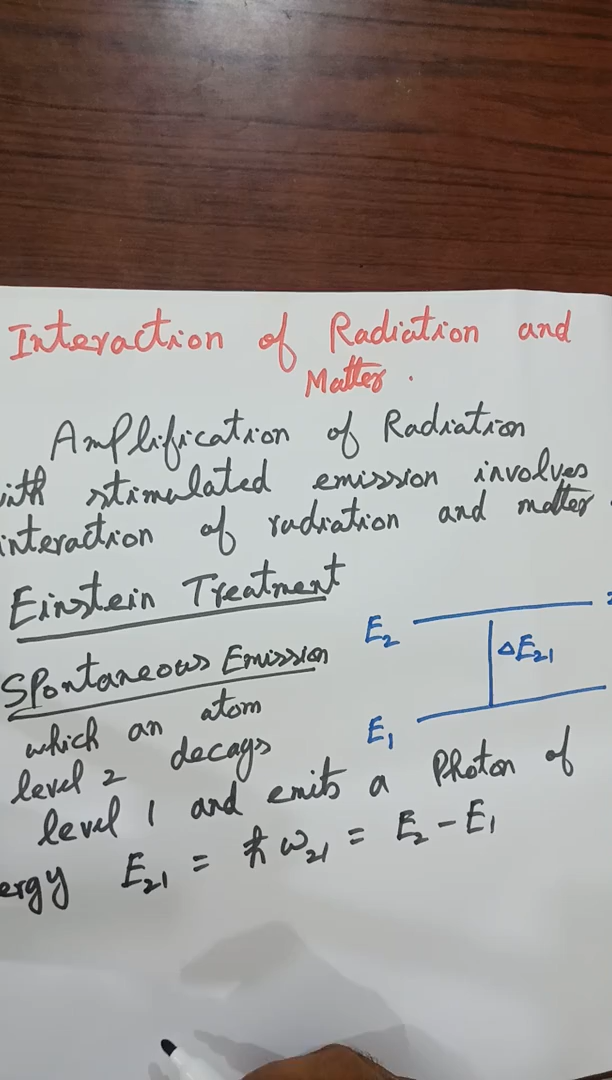 Interaction of Radiation and
Matter.
Amplification of Radiation
with stimulated emission involves
interaction of radiation and matter.
Einstein Treatment
E2
ΔE21
E1
Spontaneous Emission
which an atom
level 2 decays
level 1 and emits a Photon of
ergy E21 = ħω21 = E2 - E1